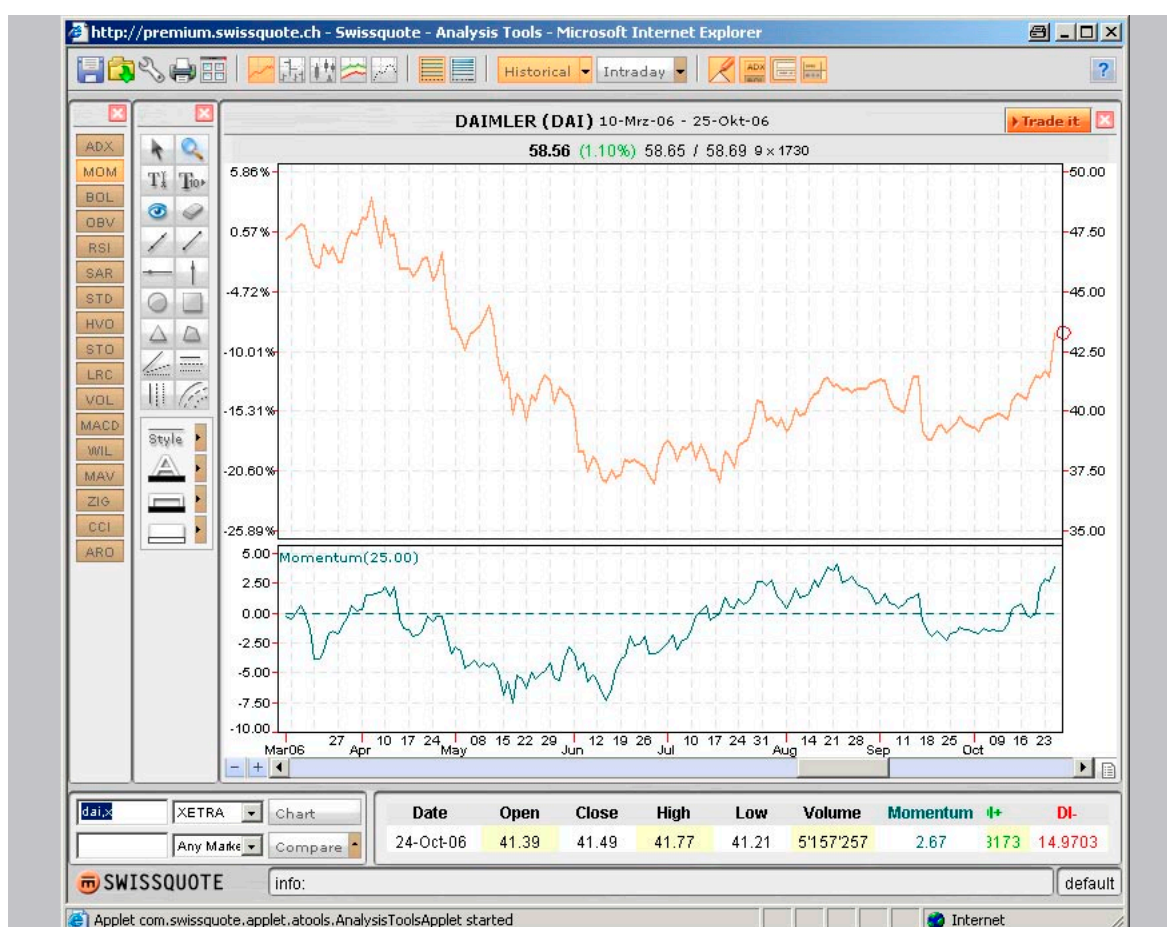 http://premium.swissquote.ch - Swissquote - Analysis Tools - Microsoft Internet Explorer
Historical Intraday ADX ?
DAIMLER (DAI) 10-Mrz-06 - 25-Okt-06 Trade it
58.56 (1.10%) 58.65 / 58.69 9 x 1730
ADX
MOM
BOL
OBV
RSI
SAR
STD
HVO
STO
LRC
VOL
MACD
WIL
MAV
ZIG
CCI
ARO
Style
5.86% 50.00
0.57% 47.50
-4.72% 45.00
-10.01% 42.50
-15.31% 40.00
-20.60% 37.50
-25.89% 35.00
Momentum(25.00)
5.00
2.50
0.00
-2.50
-5.00
-7.50
-10.00
27 10 17 24 08 15 22 29 12 19 26 10 17 24 31 14 21 28 11 18 25 09 16 23
Mar06 Apr May Jun Jul Aug Sep Oct
dai,x XETRA Chart
Any Marke Compare
Date Open Close High Low Volume Momentum I+ DI-
24-Oct-06 41.39 41.49 41.77 41.21 5'157'257 2.67 3173 14.9703
SWISSQUOTE info: default
Applet com.swissquote.applet.atools.AnalysisToolsApplet started Internet